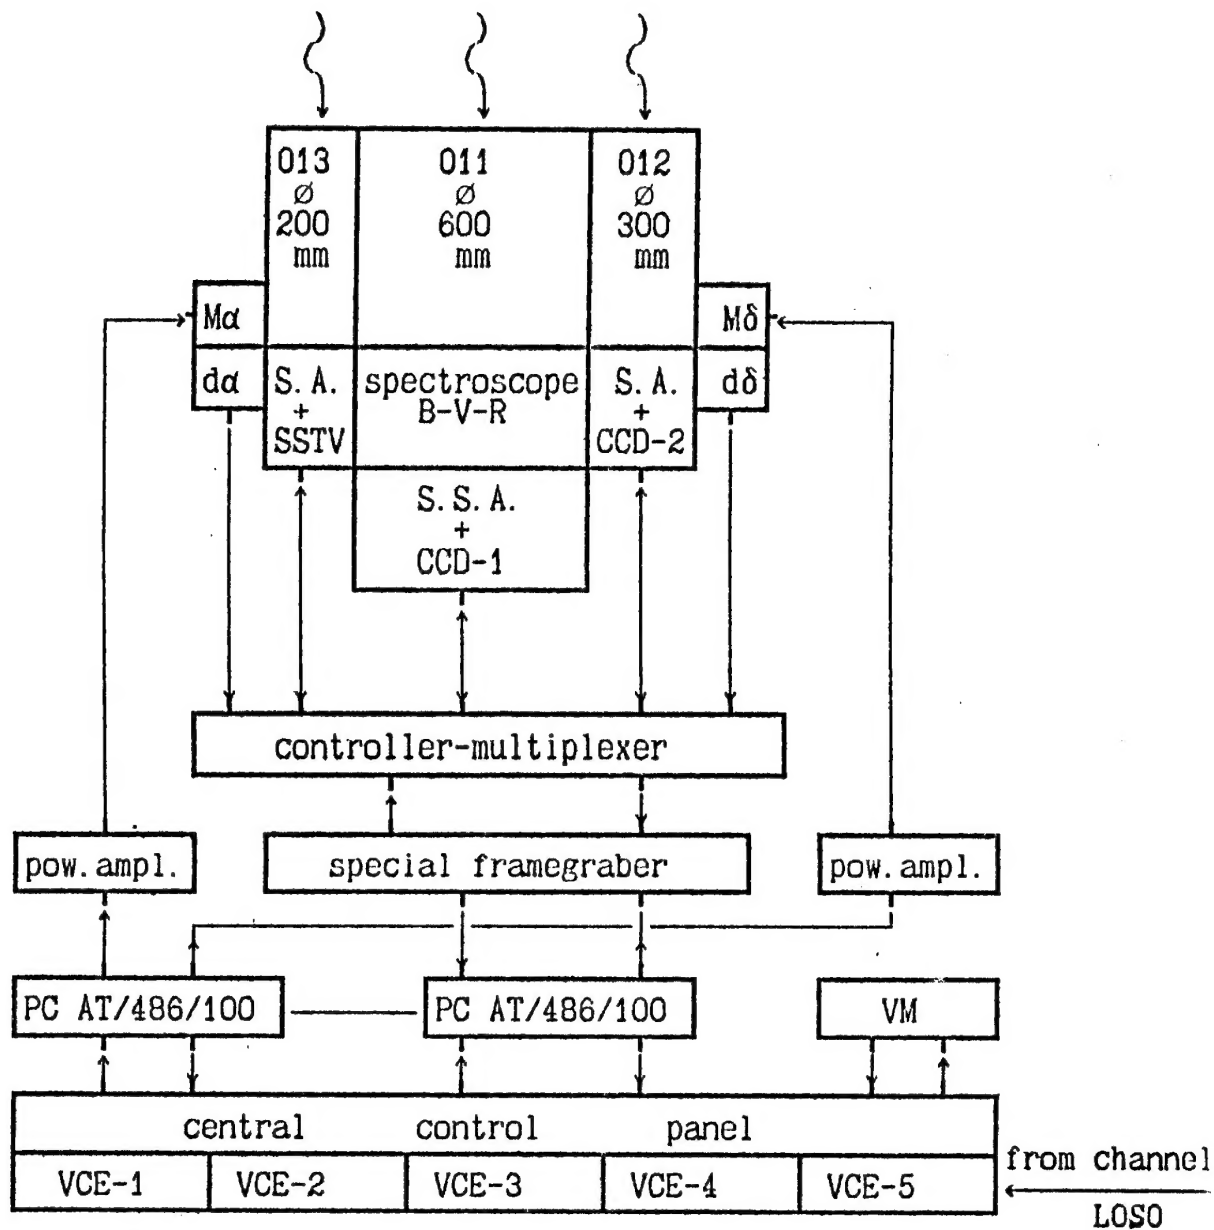 013
Ø
200
mm
011
Ø
600
mm
012
Ø
300
mm
Mα
Mδ
dα
S.A.
+
SSTV
spectroscope
B-V-R
S.A.
+
CCD-2
dδ
S.S.A.
+
CCD-1
controller-multiplexer
pow.ampl.
special framegraber
pow.ampl.
PC AT/486/100
PC AT/486/100
VM
central control panel
VCE-1
VCE-2
VCE-3
VCE-4
VCE-5
from channel
LOSO